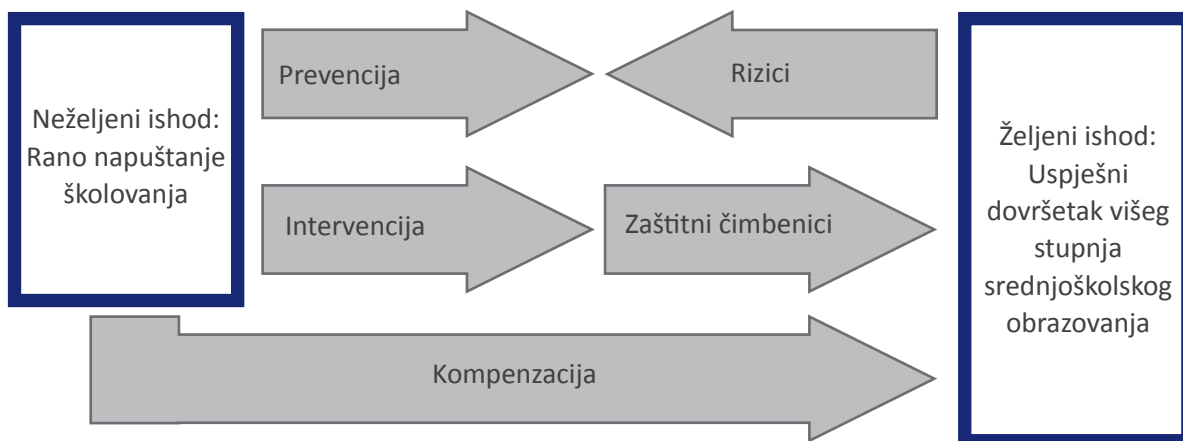 Neželjeni ishod:
Rano napuštanje
školovanja
Prevencija
Rizici
Intervencija
Zaštitni čimbenici
Kompenzacija
Željeni ishod:
Uspješni
dovršetak višeg
stupnja
srednjoškolskog
obrazovanja